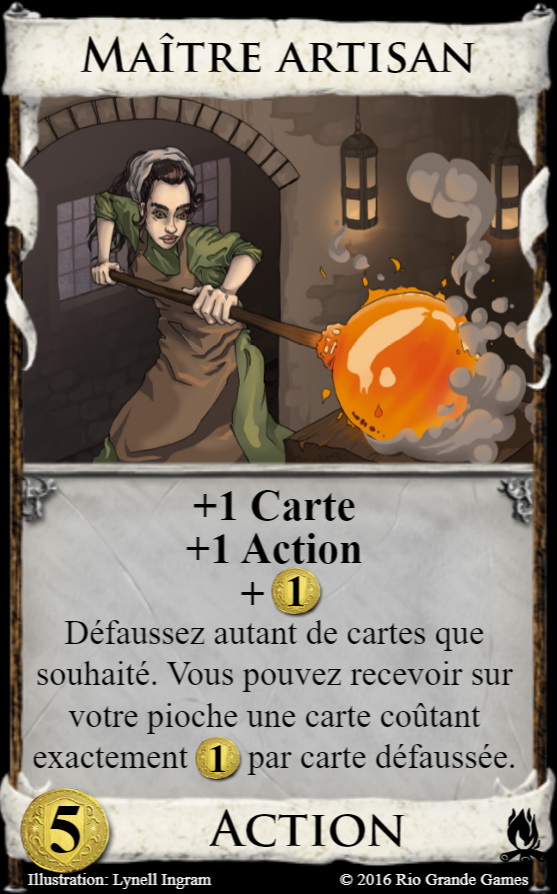 MAÎTRE ARTISAN
+1 Carte
+1 Action
+ 1
Défaussez autant de cartes que
souhaité. Vous pouvez recevoir sur
votre pioche une carte coûtant
exactement 1 par carte défaussée.
5 ACTION
Illustration: Lynell Ingram © 2016 Rio Grande Games